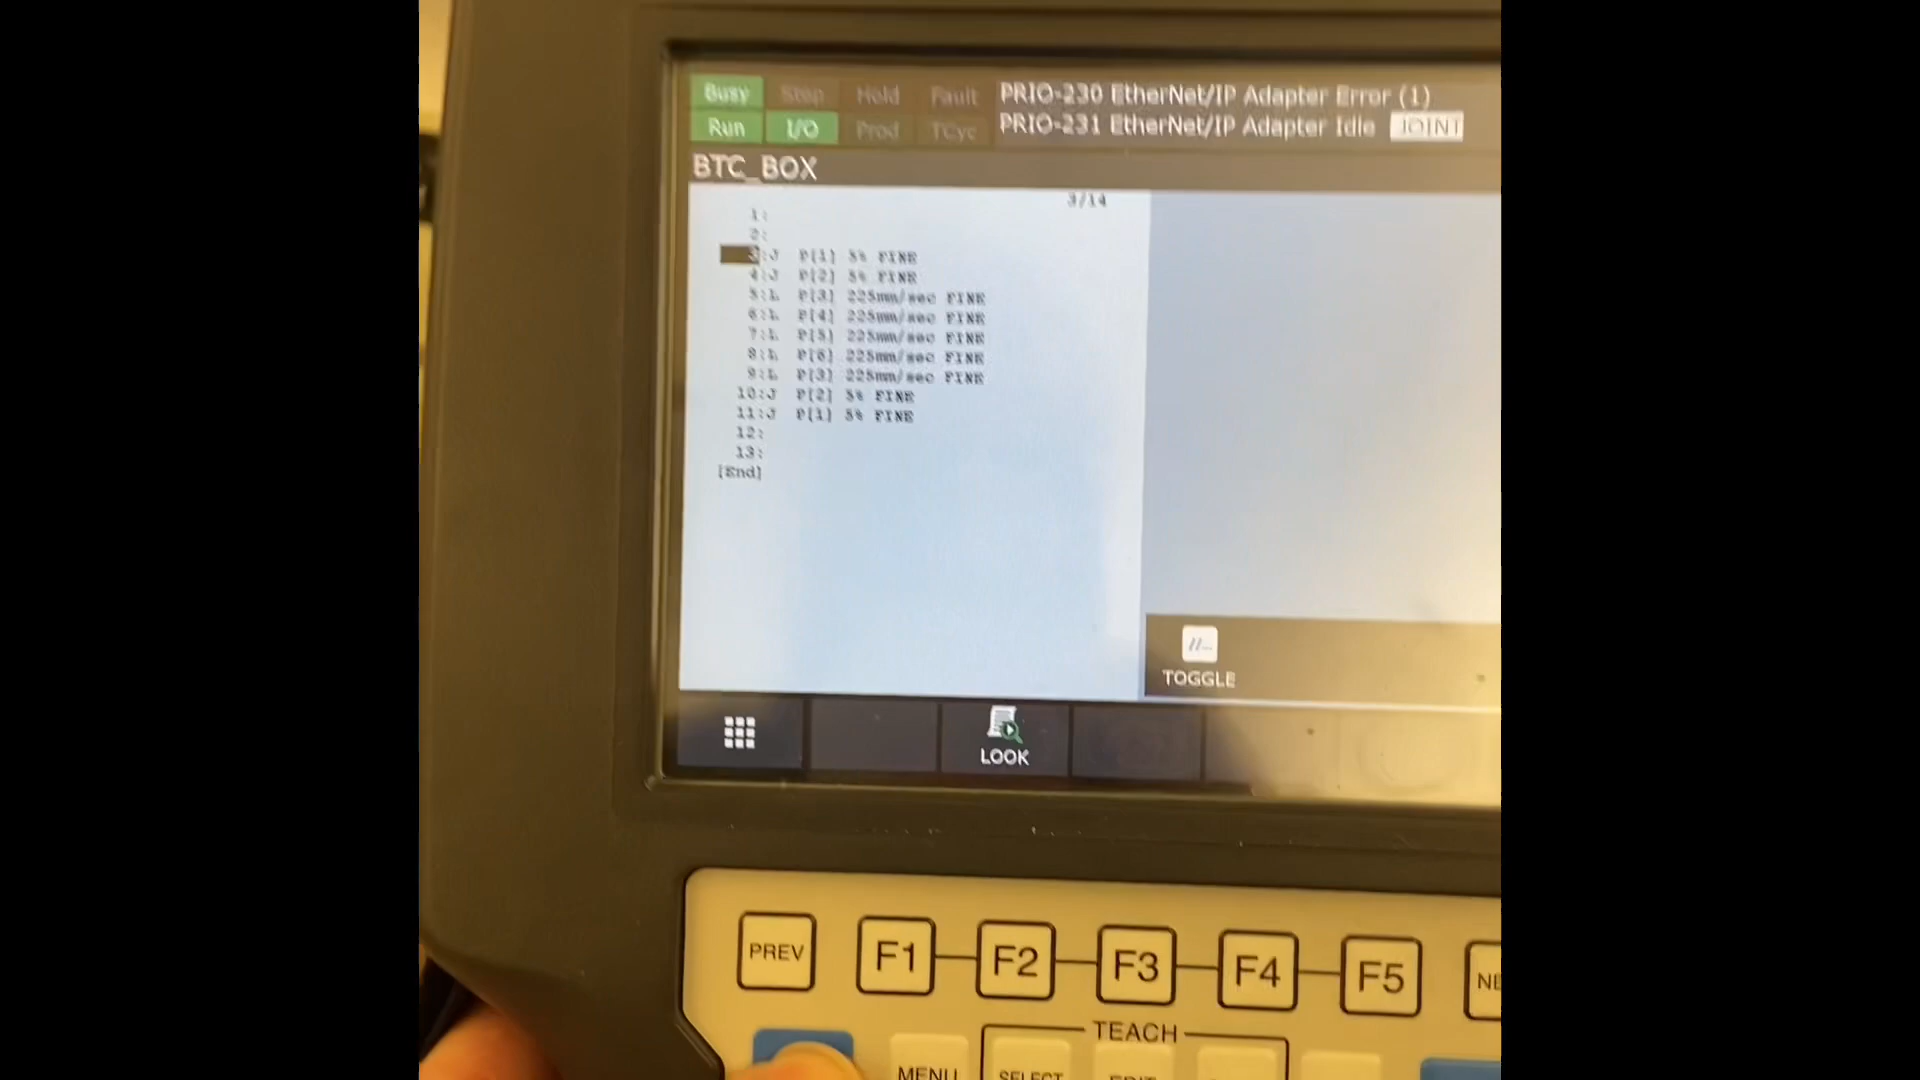 Busy Step Hold Fault PRIO-230 EtherNet/IP Adapter Error (1)
Run I/O Prod TCyc PRIO-231 EtherNet/IP Adapter Idle JOINT
BTC_BOX
3/14
1:
2:
3:J P[1] 5% FINE
4:J P[2] 5% FINE
5:L P[3] 225mm/sec FINE
6:L P[4] 225mm/sec FINE
7:L P[5] 225mm/sec FINE
8:L P[6] 225mm/sec FINE
9:L P[3] 225mm/sec FINE
10:J P[2] 5% FINE
11:J P[1] 5% FINE
12:
13:
[End]
TOGGLE
LOOK
PREV F1 F2 F3 F4 F5 NE
TEACH
MENU SELECT EDIT